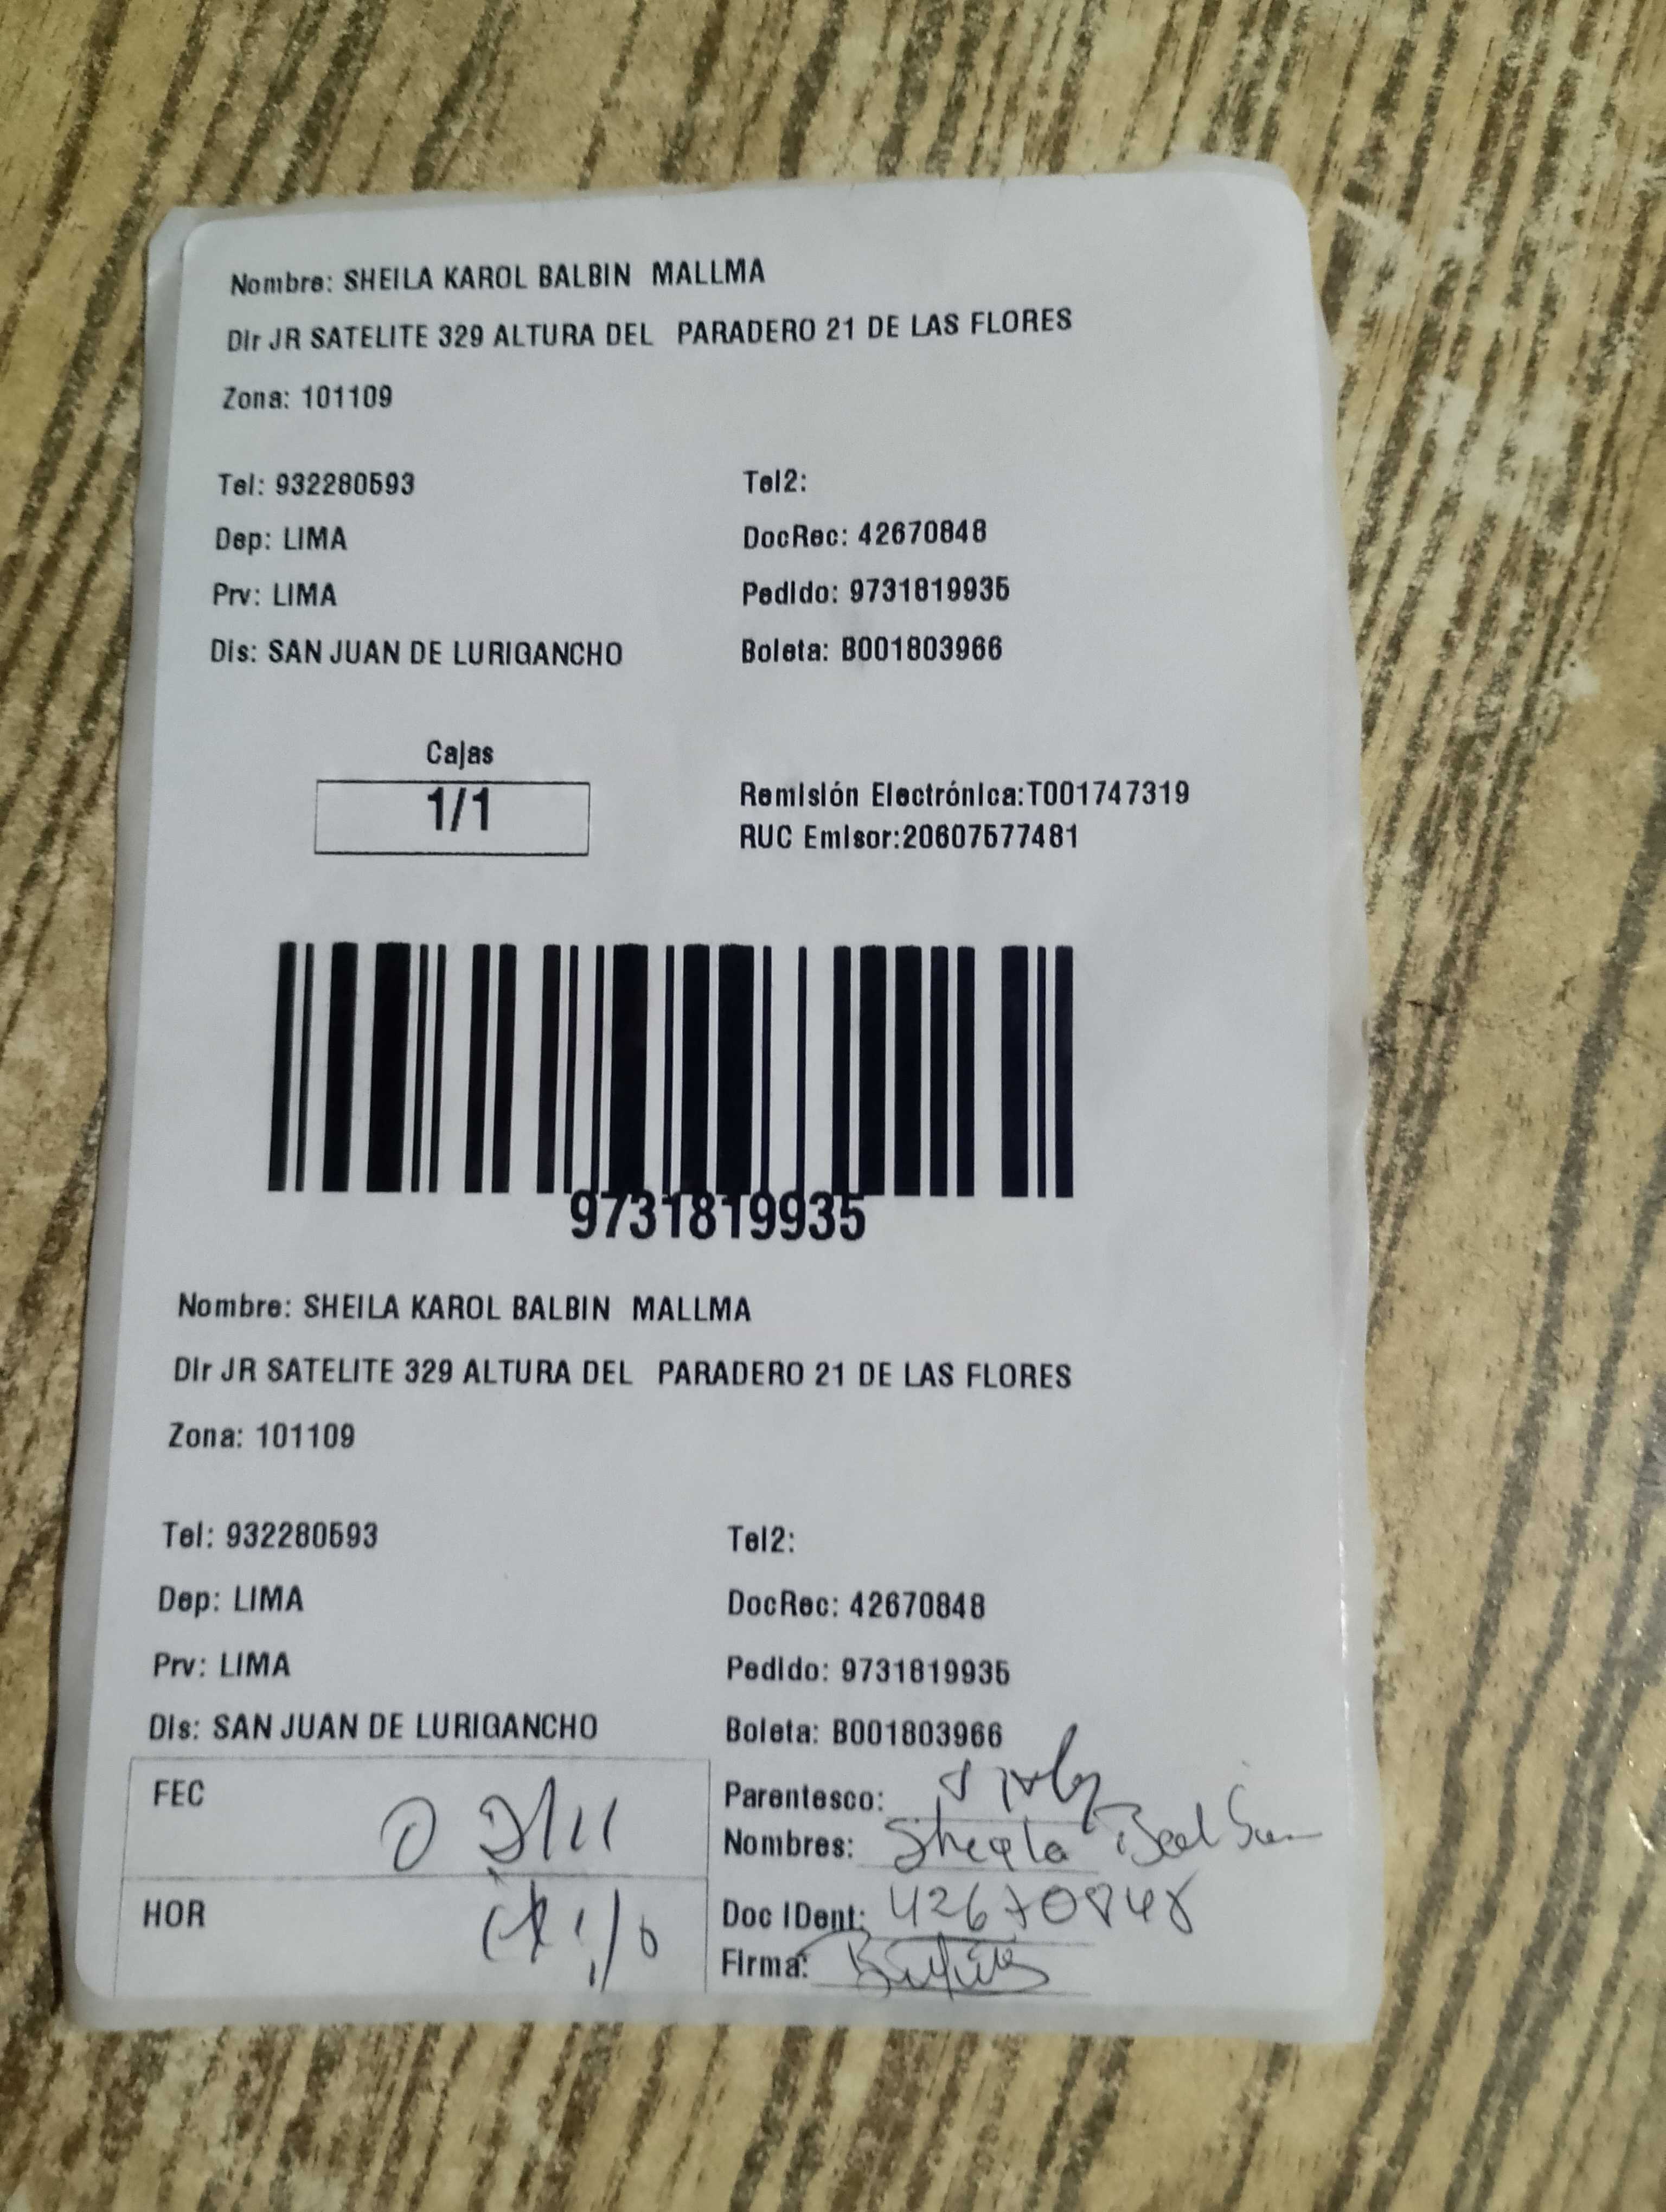 Nombre: SHEILA KAROL BALBIN MALLMA
Dir JR SATELITE 329 ALTURA DEL PARADERO 21 DE LAS FLORES
Zona: 101109
Tel: 932280593 Tel2:
Dep: LIMA DocRec: 42670848
Prv: LIMA Pedido: 9731819935
Dis: SAN JUAN DE LURIGANCHO Boleta: B001803966
Cajas
1/1
Remisión Electrónica:T001747319
RUC Emisor:20607577481
9731819935
Nombre: SHEILA KAROL BALBIN MALLMA
Dir JR SATELITE 329 ALTURA DEL PARADERO 21 DE LAS FLORES
Zona: 101109
Tel: 932280593 Tel2:
Dep: LIMA DocRec: 42670848
Prv: LIMA Pedido: 9731819935
Dis: SAN JUAN DE LURIGANCHO Boleta: B001803966
FEC
HOR
Parentesco:
Nombres: Sheyla
Doc IDent: 42670848
Firma: